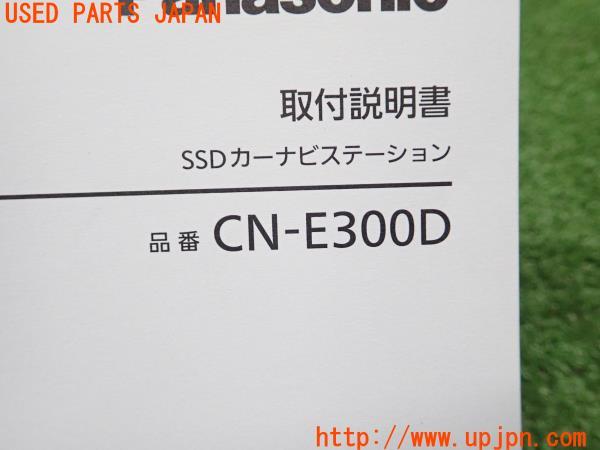 USED PARTS JAPAN
Panasonic
取付説明書
SSDカーナビステーション
品番 CN-E300D
http://www.upjpn.com/